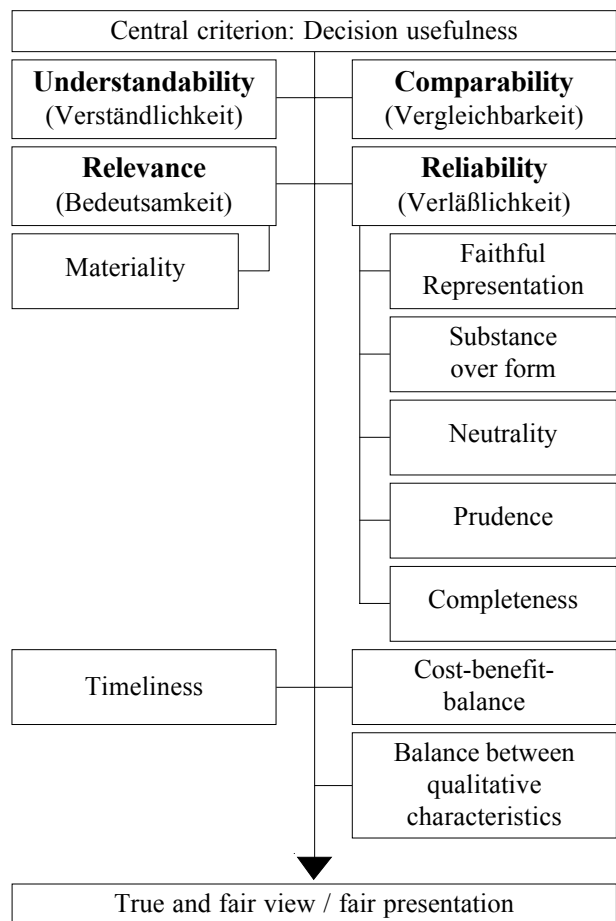 Central criterion: Decision usefulness
Understandability
(Verständlichkeit)
Comparability
(Vergleichbarkeit)
Relevance
(Bedeutsamkeit)
Reliability
(Verläßlichkeit)
Materiality
Faithful
Representation
Substance
over form
Neutrality
Prudence
Completeness
Timeliness
Cost-benefit-
balance
Balance between
qualitative
characteristics
True and fair view / fair presentation